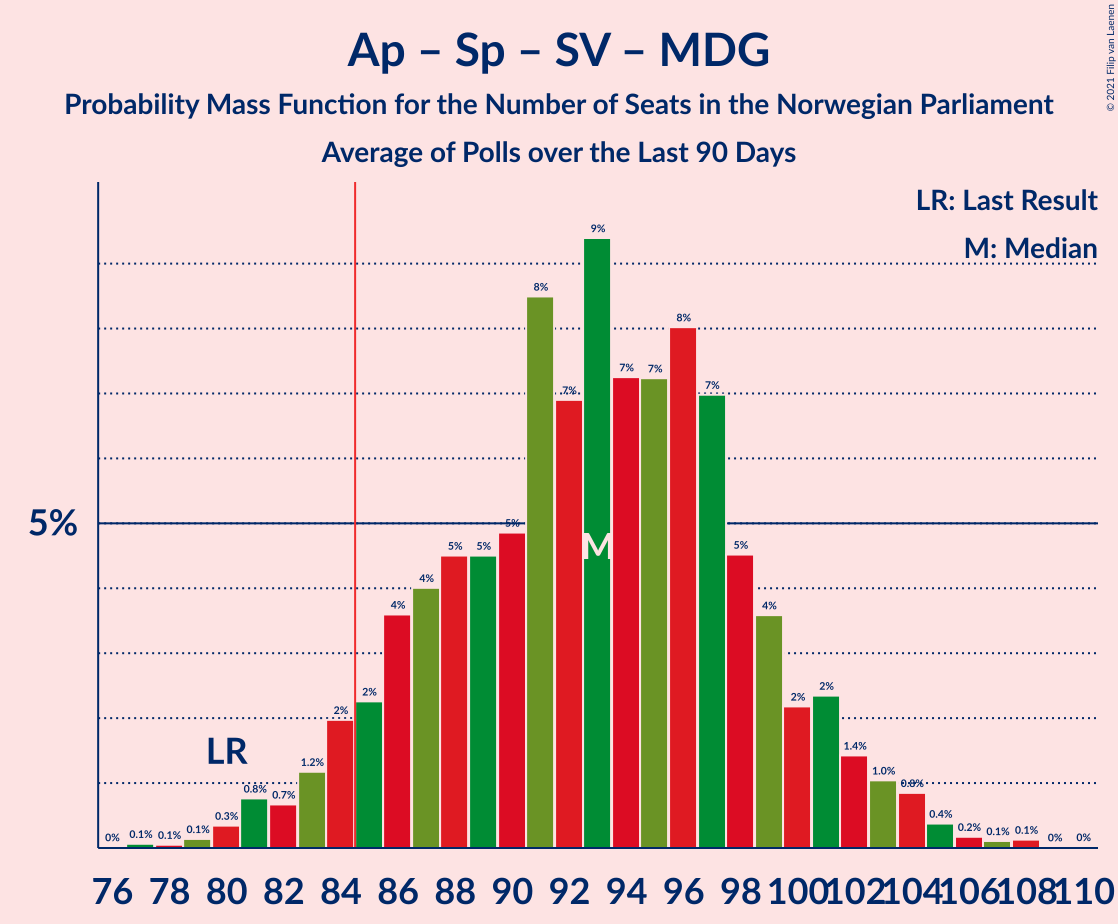 Ap – Sp – SV – MDG
Probability Mass Function for the Number of Seats in the Norwegian Parliament
Average of Polls over the Last 90 Days
© 2021 Filip van Laenen
LR: Last Result
M: Median
5%
LR
M
0% 0.1% 0.1% 0.1% 0.3% 0.8% 0.7% 1.2% 2% 2% 4% 4% 5% 5% 5% 8% 7% 9% 7% 7% 8% 7% 5% 4% 2% 2% 1.4% 1.0% 0.8% 0.4% 0.2% 0.1% 0.1% 0% 0%
76 78 80 82 84 86 88 90 92 94 96 98 100 102 104 106 108 110